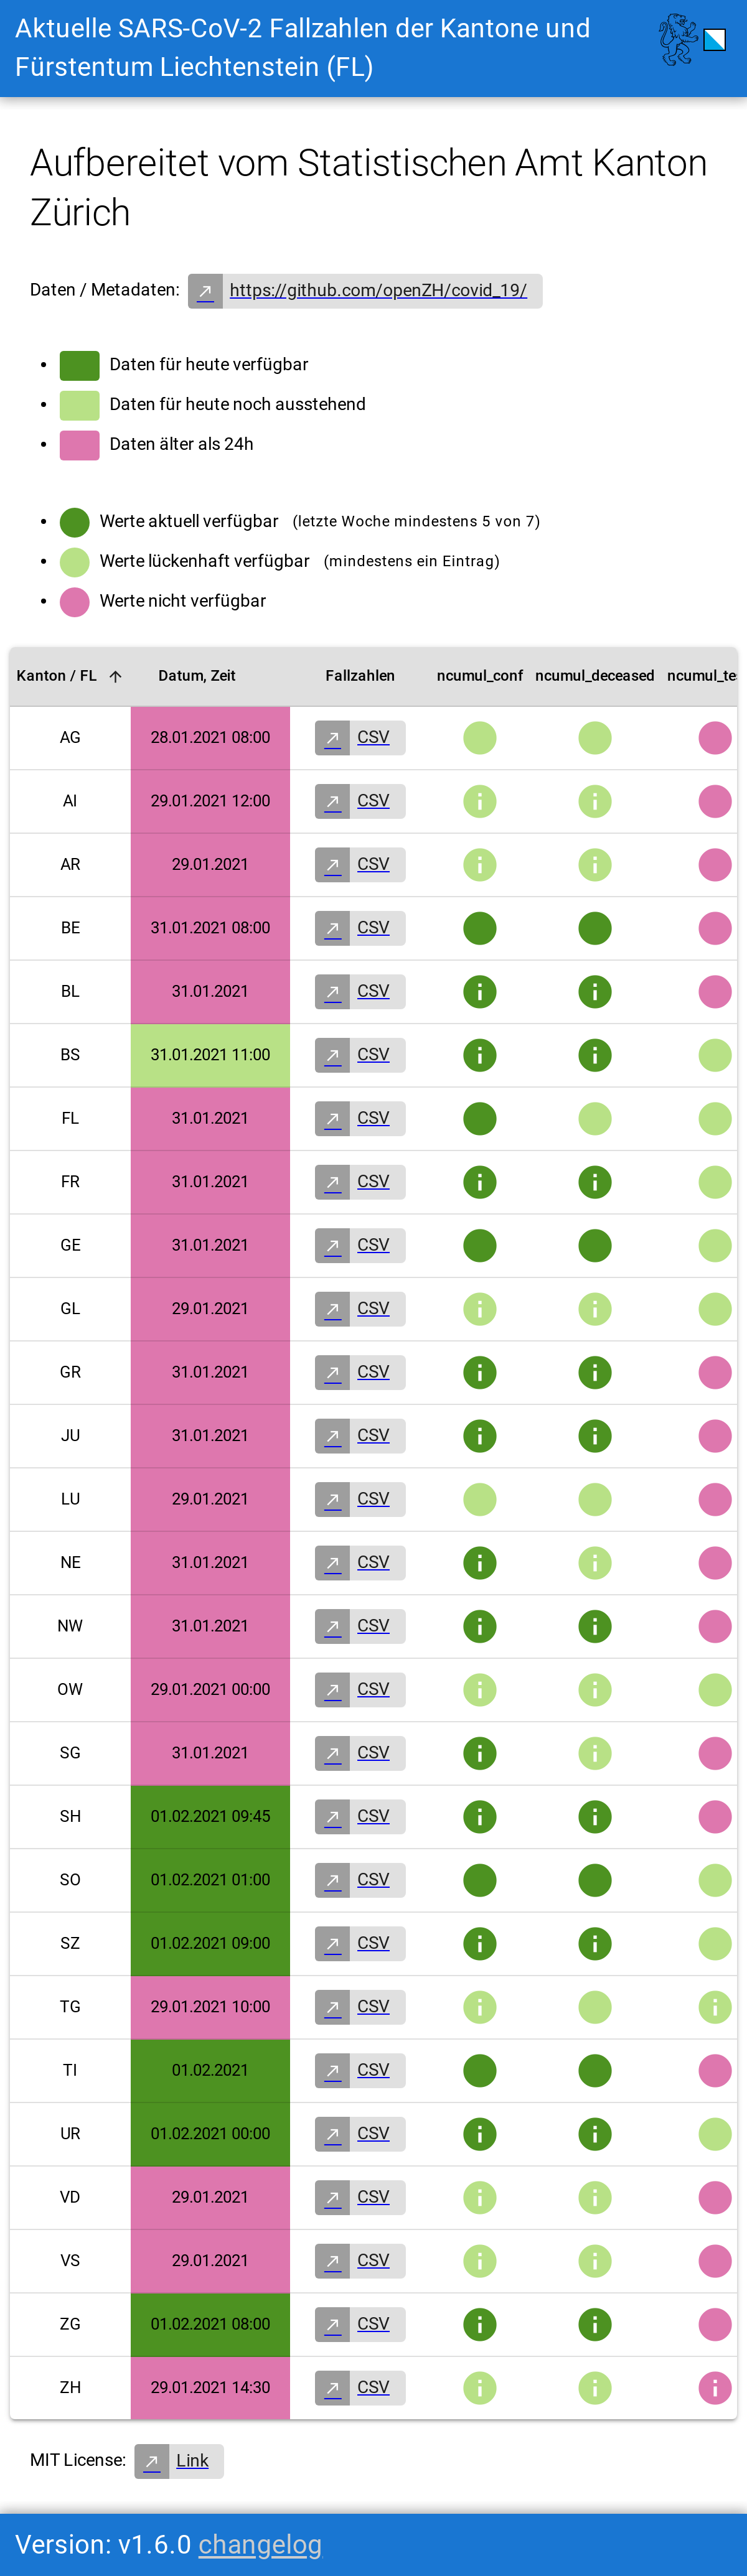 Aktuelle SARS-CoV-2 Fallzahlen der Kantone und
Fürstentum Liechtenstein (FL)
Aufbereitet vom Statistischen Amt Kanton
Zürich
Daten / Metadaten: https://github.com/openZH/covid_19/
Daten für heute verfügbar
Daten für heute noch ausstehend
Daten älter als 24h
Werte aktuell verfügbar (letzte Woche mindestens 5 von 7)
Werte lückenhaft verfügbar (mindestens ein Eintrag)
Werte nicht verfügbar
Kanton / FL Datum, Zeit Fallzahlen ncumul_conf ncumul_deceased ncumul_te
AG 28.01.2021 08:00 CSV
AI 29.01.2021 12:00 CSV i i
AR 29.01.2021 CSV i i
BE 31.01.2021 08:00 CSV
BL 31.01.2021 CSV i i
BS 31.01.2021 11:00 CSV i i
FL 31.01.2021 CSV
FR 31.01.2021 CSV i i
GE 31.01.2021 CSV
GL 29.01.2021 CSV i i
GR 31.01.2021 CSV i i
JU 31.01.2021 CSV i i
LU 29.01.2021 CSV
NE 31.01.2021 CSV i i
NW 31.01.2021 CSV i i
OW 29.01.2021 00:00 CSV i i
SG 31.01.2021 CSV i i
SH 01.02.2021 09:45 CSV i i
SO 01.02.2021 01:00 CSV
SZ 01.02.2021 09:00 CSV i i
TG 29.01.2021 10:00 CSV i i
TI 01.02.2021 CSV
UR 01.02.2021 00:00 CSV i i
VD 29.01.2021 CSV i i
VS 29.01.2021 CSV i i
ZG 01.02.2021 08:00 CSV i i
ZH 29.01.2021 14:30 CSV i i i
MIT License: Link
Version: v1.6.0 changelog